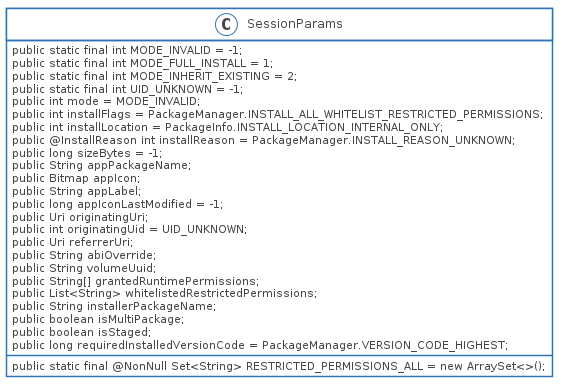 C SessionParams
public static final int MODE_INVALID = -1;
public static final int MODE_FULL_INSTALL = 1;
public static final int MODE_INHERIT_EXISTING = 2;
public static final int UID_UNKNOWN = -1;
public int mode = MODE_INVALID;
public int installFlags = PackageManager.INSTALL_ALL_WHITELIST_RESTRICTED_PERMISSIONS;
public int installLocation = PackageInfo.INSTALL_LOCATION_INTERNAL_ONLY;
public @InstallReason int installReason = PackageManager.INSTALL_REASON_UNKNOWN;
public long sizeBytes = -1;
public String appPackageName;
public Bitmap appIcon;
public String appLabel;
public long appIconLastModified = -1;
public Uri originatingUri;
public int originatingUid = UID_UNKNOWN;
public Uri referrerUri;
public String abiOverride;
public String volumeUuid;
public String[] grantedRuntimePermissions;
public List<String> whitelistedRestrictedPermissions;
public String installerPackageName;
public boolean isMultiPackage;
public boolean isStaged;
public long requiredInstalledVersionCode = PackageManager.VERSION_CODE_HIGHEST;
public static final @NonNull Set<String> RESTRICTED_PERMISSIONS_ALL = new ArraySet<>();